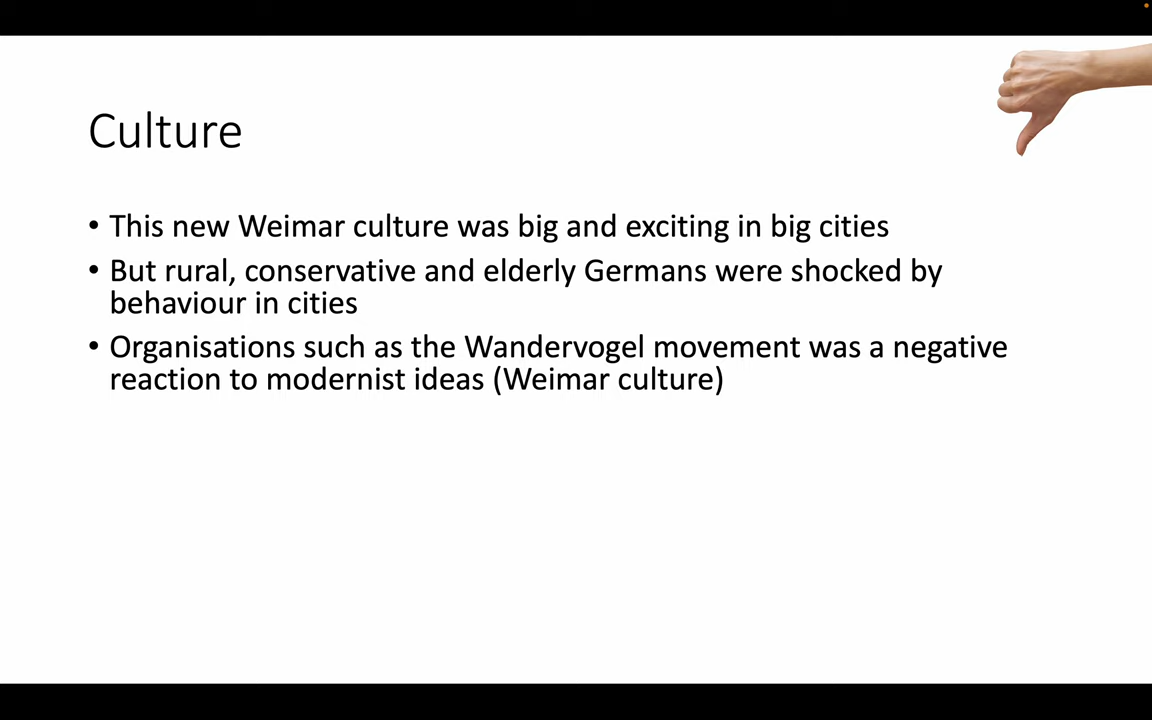 Culture
• This new Weimar culture was big and exciting in big cities
• But rural, conservative and elderly Germans were shocked by
behaviour in cities
• Organisations such as the Wandervogel movement was a negative
reaction to modernist ideas (Weimar culture)